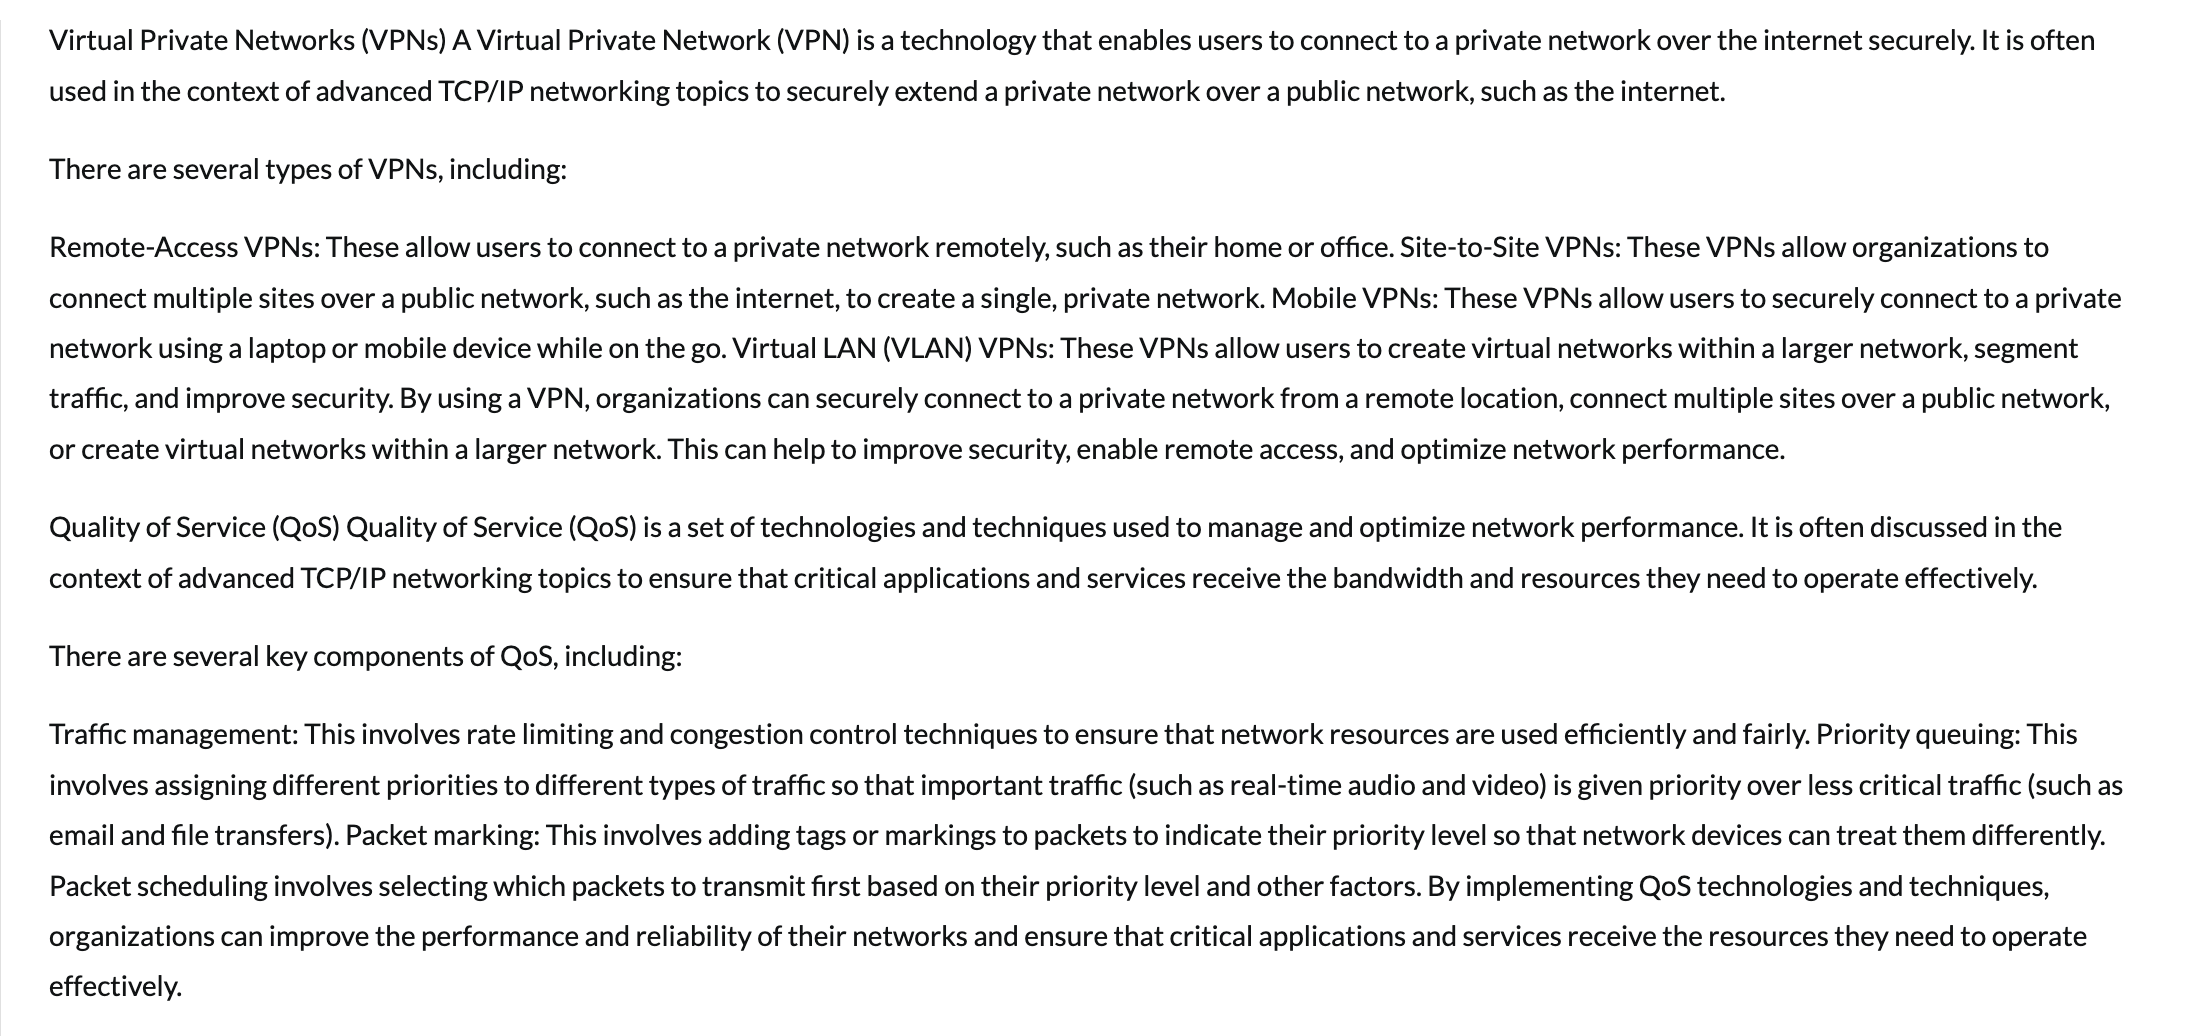 Virtual Private Networks (VPNs) A Virtual Private Network (VPN) is a technology that enables users to connect to a private network over the internet securely. It is often
used in the context of advanced TCP/IP networking topics to securely extend a private network over a public network, such as the internet.
There are several types of VPNs, including:
Remote-Access VPNs: These allow users to connect to a private network remotely, such as their home or office. Site-to-Site VPNs: These VPNs allow organizations to
connect multiple sites over a public network, such as the internet, to create a single, private network. Mobile VPNs: These VPNs allow users to securely connect to a private
network using a laptop or mobile device while on the go. Virtual LAN (VLAN) VPNs: These VPNs allow users to create virtual networks within a larger network, segment
traffic, and improve security. By using a VPN, organizations can securely connect to a private network from a remote location, connect multiple sites over a public network,
or create virtual networks within a larger network. This can help to improve security, enable remote access, and optimize network performance.
Quality of Service (QoS) Quality of Service (QoS) is a set of technologies and techniques used to manage and optimize network performance. It is often discussed in the
context of advanced TCP/IP networking topics to ensure that critical applications and services receive the bandwidth and resources they need to operate effectively.
There are several key components of QoS, including:
Traffic management: This involves rate limiting and congestion control techniques to ensure that network resources are used efficiently and fairly. Priority queuing: This
involves assigning different priorities to different types of traffic so that important traffic (such as real-time audio and video) is given priority over less critical traffic (such as
email and file transfers). Packet marking: This involves adding tags or markings to packets to indicate their priority level so that network devices can treat them differently.
Packet scheduling involves selecting which packets to transmit first based on their priority level and other factors. By implementing QoS technologies and techniques,
organizations can improve the performance and reliability of their networks and ensure that critical applications and services receive the resources they need to operate
effectively.